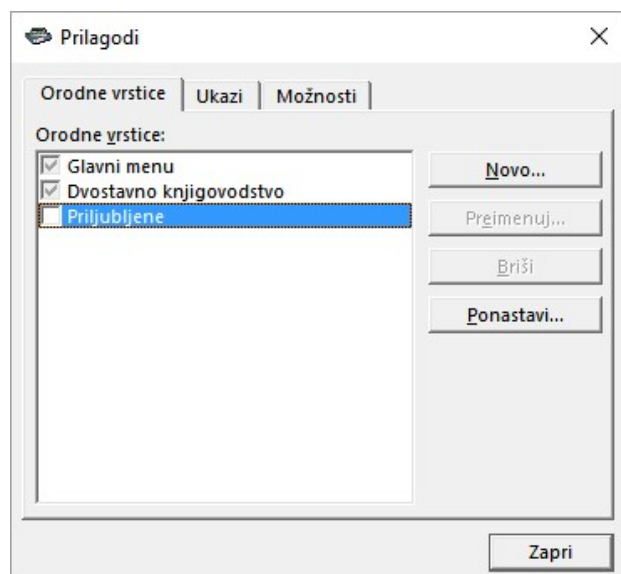 Prilagodi
Orodne vrstice Ukazi Možnosti
Orodne vrstice:
Glavni menu
Dvostavno knjigovodstvo
Priljubljene
Novo...
Preimenuj...
Briši
Ponastavi...
Zapri